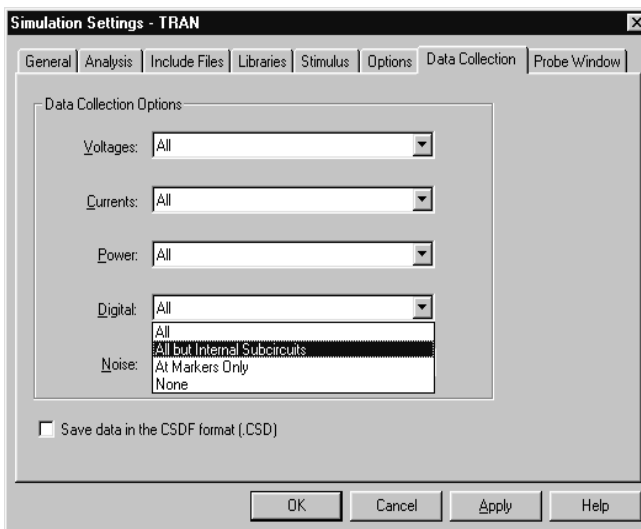 Simulation Settings - TRAN
General Analysis Include Files Libraries Stimulus Options Data Collection Probe Window
Data Collection Options
Voltages: All
Currents: All
Power: All
Digital: All
All
All but Internal Subcircuits
Noise: At Markers Only
None
Save data in the CSDF format (.CSD)
OK Cancel Apply Help